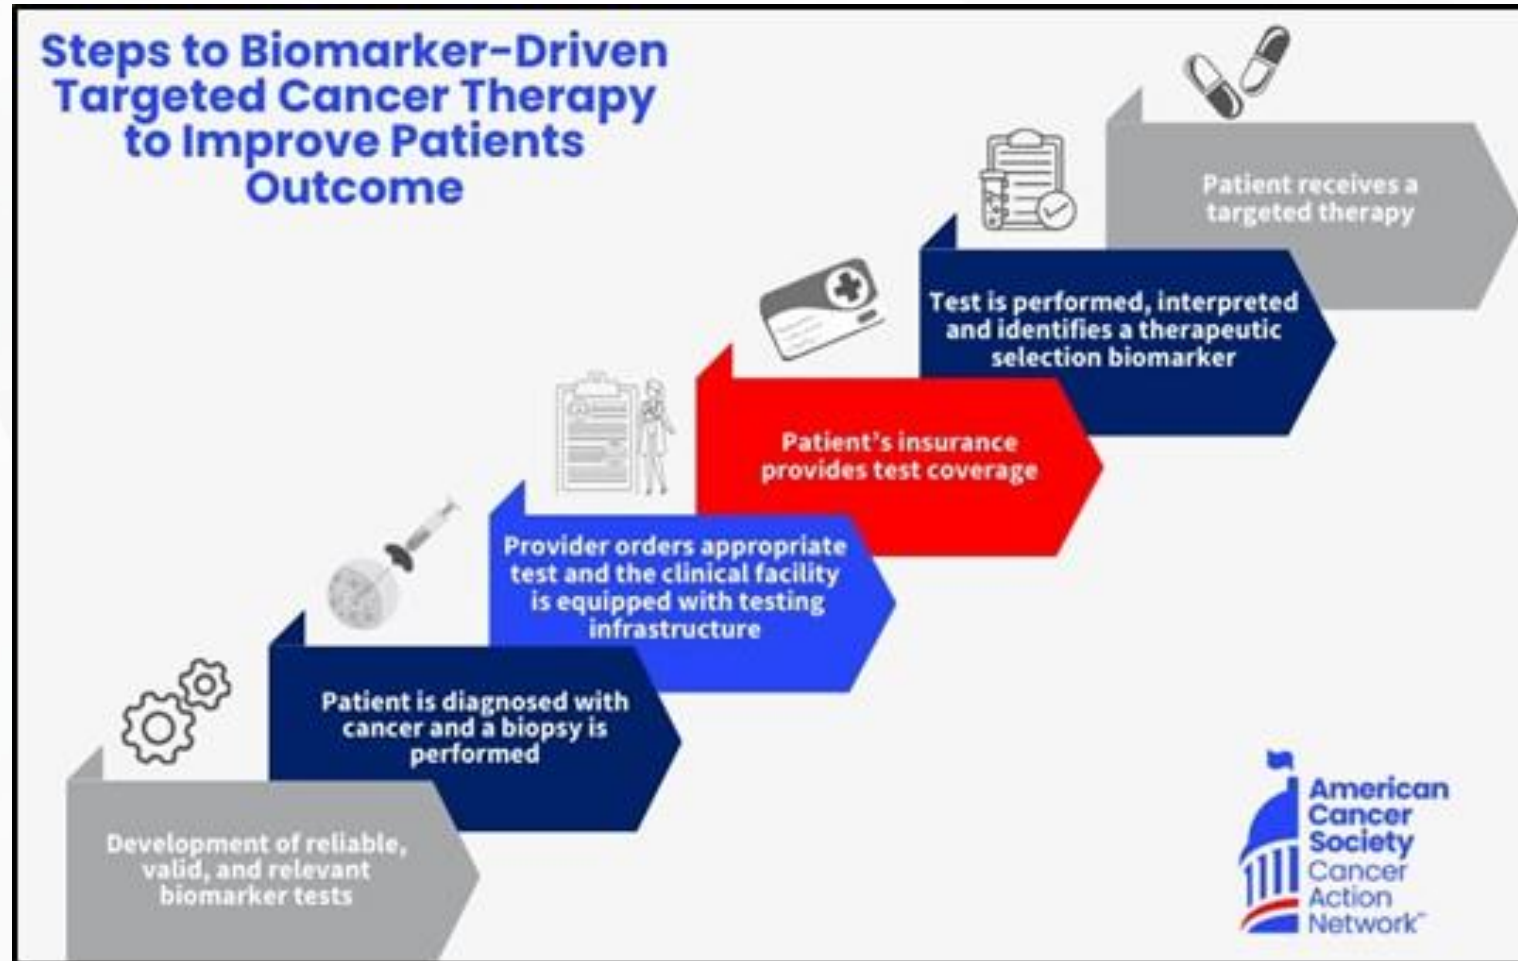 Steps to Biomarker-Driven
Targeted Cancer Therapy
to Improve Patients
Outcome
Patient receives a
targeted therapy
Test is performed, interpreted
and identifies a therapeutic
selection biomarker
Patient's insurance
provides test coverage
Provider orders appropriate
test and the clinical facility
is equipped with testing
infrastructure
Patient is diagnosed with
cancer and a biopsy is
performed
Development of reliable,
valid, and relevant
biomarker tests
American
Cancer
Society
Cancer
Action
Network™